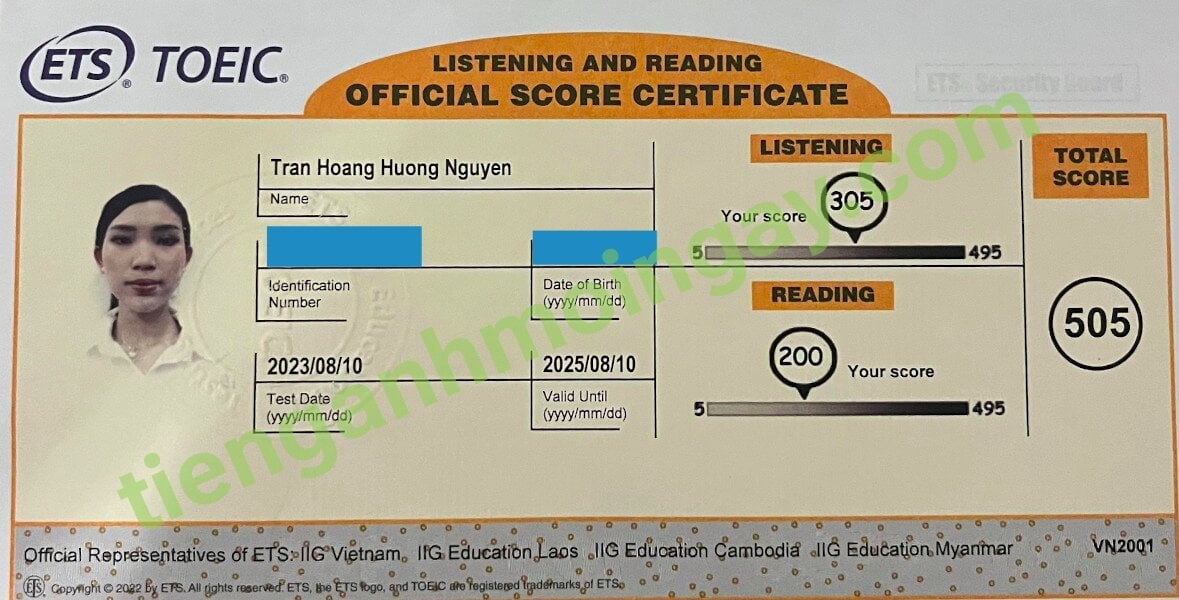 ETS® TOEIC®
LISTENING AND READING
OFFICIAL SCORE CERTIFICATE
ETS® Security Board
Tran Hoang Huong Nguyen
Name
Identification
Number
Date of Birth
(yyyy/mm/dd)
2023/08/10
Test Date
(yyyy/mm/dd)
2025/08/10
Valid Until
(yyyy/mm/dd)
LISTENING
Your score
305
5
495
READING
200
Your score
5
495
TOTAL
SCORE
505
tienganhmoingay.com
Official Representatives of ETS: IIG Vietnam, IIG Education Laos IIG Education Cambodia IIG Education Myanmar
VN2001
ETS® Copyright © 2022 by ETS. All rights reserved. ETS, the ETS logo, and TOEIC are registered trademarks of ETS.